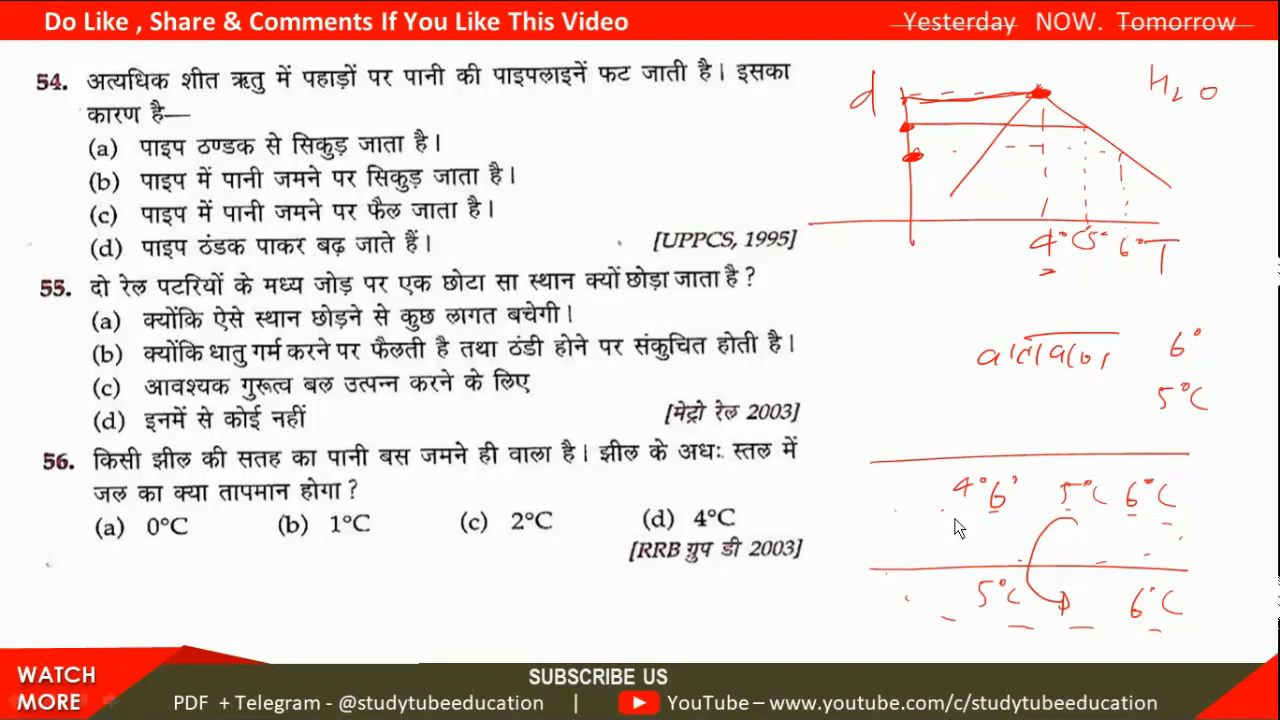 Do Like , Share & Comments If You Like This Video
Yesterday NOW. Tomorrow
54. अत्यधिक शीत ऋतु में पहाड़ों पर पानी की पाइपलाइनें फट जाती है। इसका
कारण है—
(a) पाइप ठण्डक से सिकुड़ जाता है।
(b) पाइप में पानी जमने पर सिकुड़ जाता है।
(c) पाइप में पानी जमने पर फैल जाता है।
(d) पाइप ठंडक पाकर बढ़ जाते हैं।
[UPPCS, 1995]
55. दो रेल पटरियों के मध्य जोड़ पर एक छोटा सा स्थान क्यों छोड़ा जाता है?
(a) क्योंकि ऐसे स्थान छोड़ने से कुछ लागत बचेगी।
(b) क्योंकि धातु गर्म करने पर फैलती है तथा ठंडी होने पर संकुचित होती है।
(c) आवश्यक गुरूत्व बल उत्पन्न करने के लिए
(d) इनमें से कोई नहीं
[मेट्रो रेल 2003]
56. किसी झील की सतह का पानी बस जमने ही वाला है। झील के अधः स्तल में
जल का क्या तापमान होगा?
(a) 0°C (b) 1°C (c) 2°C (d) 4°C
[RRB ग्रुप डी 2003]
d
H₂O
4°C 5° 6° T
वातावरण 6°
5°C
4° 6° 5°C 6°C
5°C 6°C
WATCH
MORE
SUBSCRIBE US
PDF + Telegram - @studytubeeducation | YouTube – www.youtube.com/c/studytubeeducation